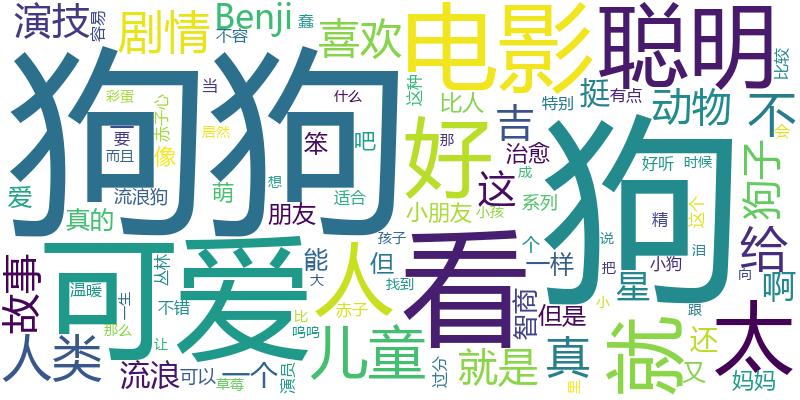 演技
容易
剧情
Benji
蠢
不容
喜欢
电影
聪明
狗狗
彩蛋
当
什么
这种
比人
特别
挺
有点
动物
比较
不
赤子心
要
而且
像
居然
笨
吧
那
好
吉
治愈
狗
好听
时候
会
狗子
爱
流浪狗
萌
想
适合
这
成
系列
精
这个
真的
朋友
小朋友
小孩
给
可爱
人
看
孩子
能
但
个
一样
说
把
泪
小狗
向
故事
温暖
一生
丛林
大
找到
星
啊
不错
赤子
智商
但是
小
跟
太
那么
比
呜呜
人类
让
流浪
可以
一个
草莓
演员
儿童
过分
就是
真
里
就
还
又
妈妈